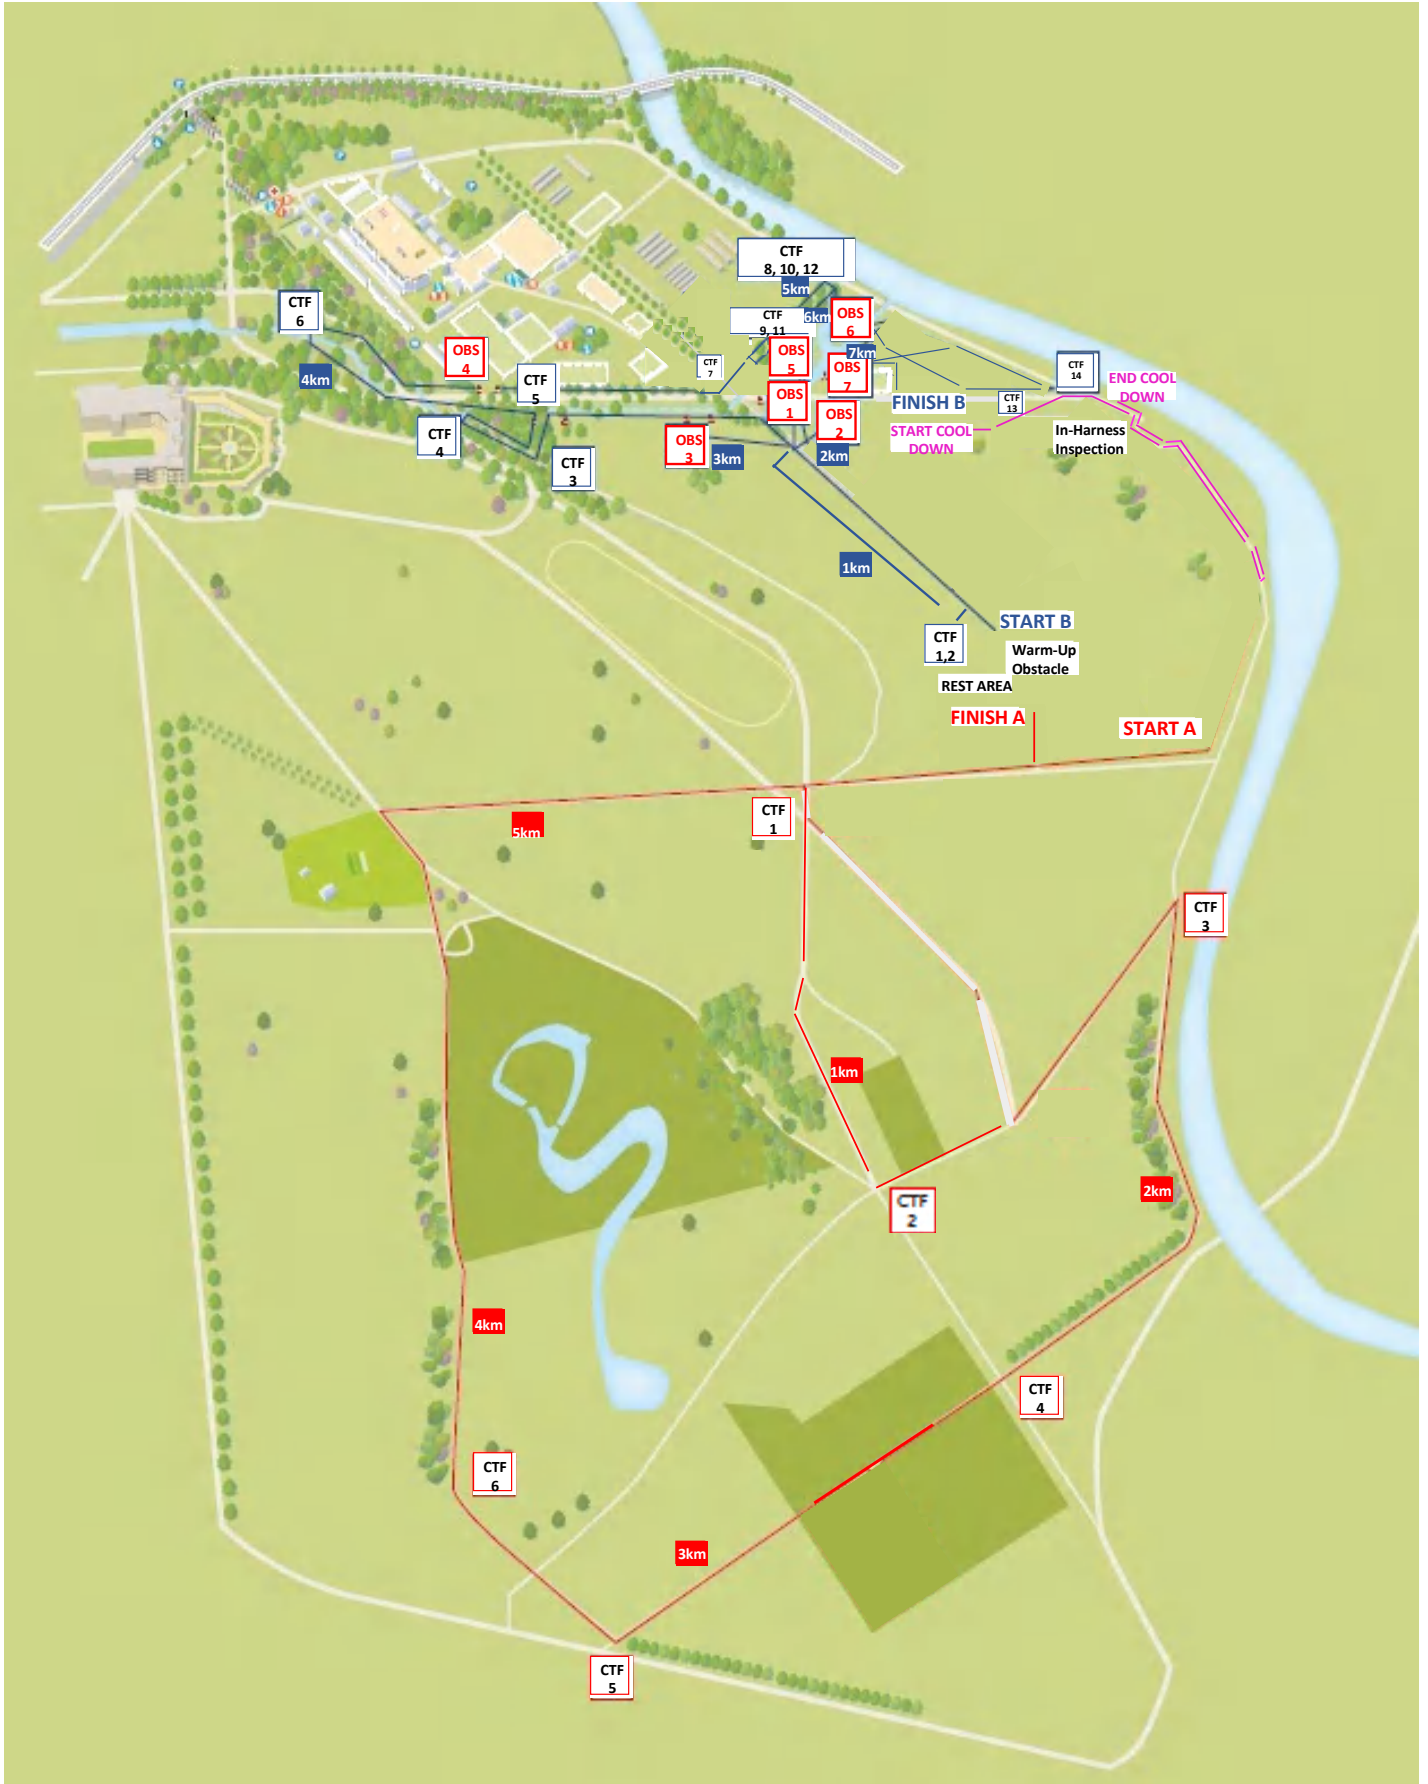 CTF
8, 10, 12
5km
CTF
6
6km
OBS
6
CTF
9, 11
OBS
4
OBS
5
7km
CTF
7
OBS
7
CTF
14
END COOL
DOWN
4km
CTF
5
OBS
1
FINISH B
CTF
13
OBS
2
START COOL
DOWN
In-Harness
Inspection
CTF
4
OBS
3
3km
2km
CTF
3
1km
START B
CTF
1,2
Warm-Up
Obstacle
REST AREA
FINISH A
START A
CTF
1
5km
CTF
3
1km
2km
CTF
2
4km
CTF
4
CTF
6
3km
CTF
5